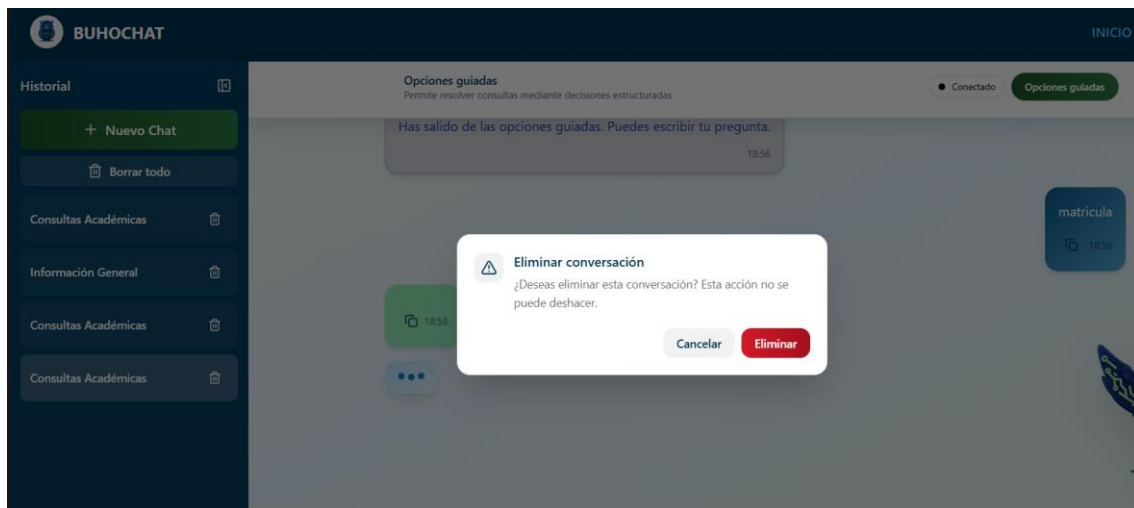 BUHOCHAT
INICIO
Historial
+ Nuevo Chat
Borrar todo
Consultas Académicas
Información General
Consultas Académicas
Consultas Académicas
Opciones guiadas
Permite resolver consultas mediante decisiones estructuradas
Conectado
Opciones guiadas
Has salido de las opciones guiadas. Puedes escribir tu pregunta.
18:56
matricula
18:58
18:58
Eliminar conversación
¿Deseas eliminar esta conversación? Esta acción no se
puede deshacer.
Cancelar
Eliminar